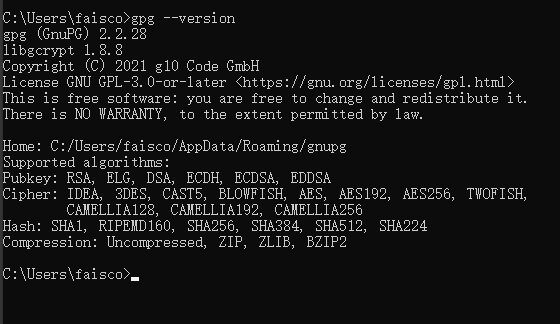 C:\Users\faisco>gpg --version
gpg (GnuPG) 2.2.28
libgcrypt 1.8.8
Copyright (C) 2021 g10 Code GmbH
License GNU GPL-3.0-or-later <https://gnu.org/licenses/gpl.html>
This is free software: you are free to change and redistribute it.
There is NO WARRANTY, to the extent permitted by law.

Home: C:/Users/faisco/AppData/Roaming/gnupg
Supported algorithms:
Pubkey: RSA, ELG, DSA, ECDH, ECDSA, EDDSA
Cipher: IDEA, 3DES, CAST5, BLOWFISH, AES, AES192, AES256, TWOFISH,
        CAMELLIA128, CAMELLIA192, CAMELLIA256
Hash: SHA1, RIPEMD160, SHA256, SHA384, SHA512, SHA224
Compression: Uncompressed, ZIP, ZLIB, BZIP2

C:\Users\faisco>